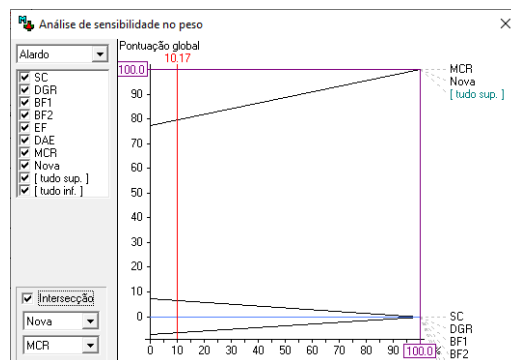 Análise de sensibilidade no peso
Alardo
SC
DGR
BF1
BF2
EF
DAE
MCR
Nova
[ tudo sup. ]
[ tudo inf. ]
Intersecção
Nova
MCR
Pontuação global
10.17
100.0
90
80
70
60
50
40
30
20
10
0
0 10 20 30 40 50 60 70 80 90 100.0 %
MCR
Nova
[ tudo sup. ]
SC
DGR
BF1
BF2